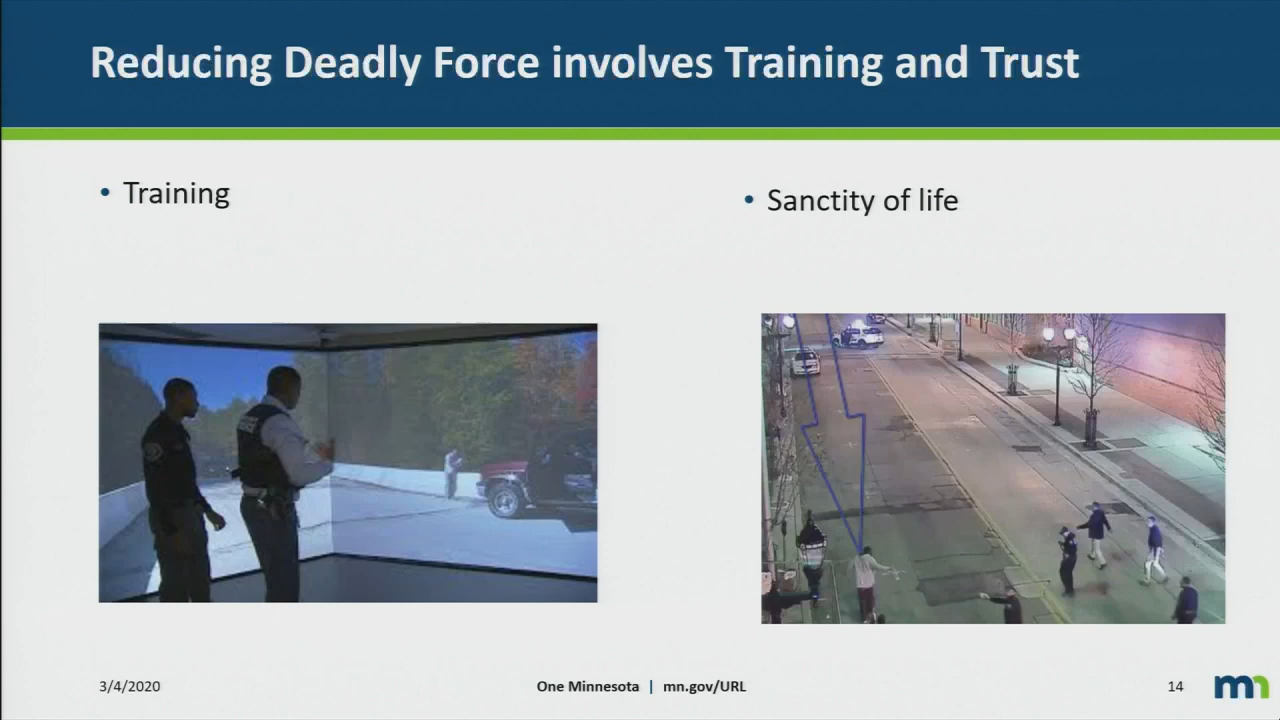 Reducing Deadly Force involves Training and Trust
• Training
• Sanctity of life
3/4/2020
One Minnesota | mn.gov/URL
14
mn